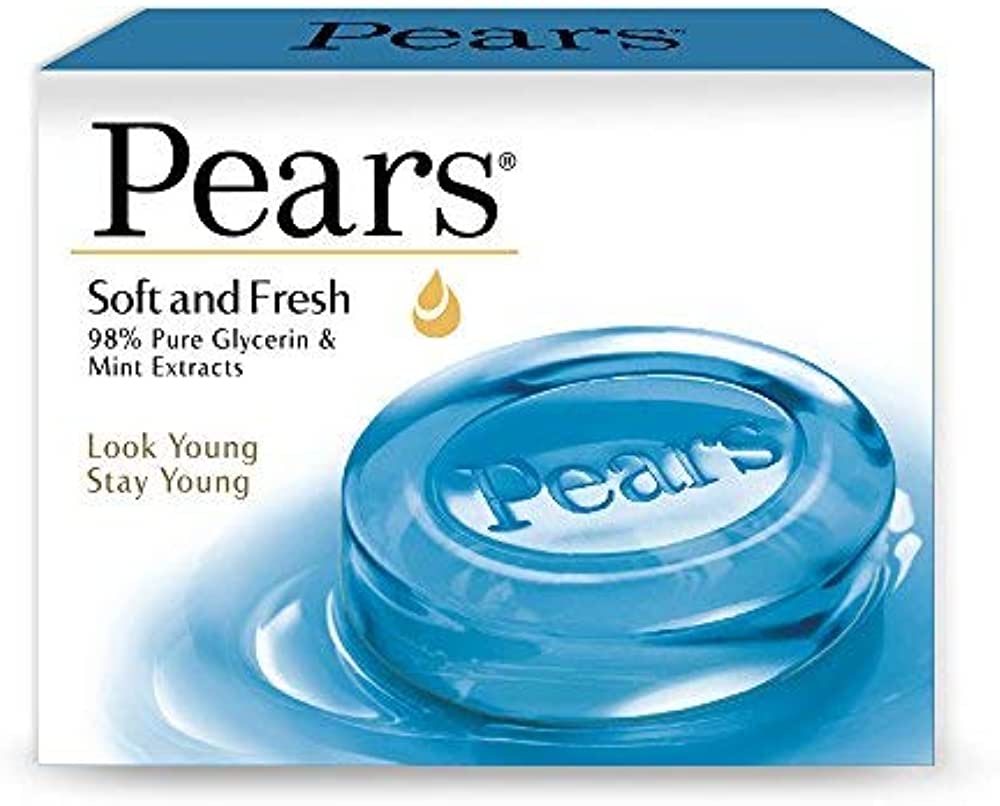 Pears
Pears®
Soft and Fresh
98% Pure Glycerin &
Mint Extracts
Look Young
Stay Young
Pears